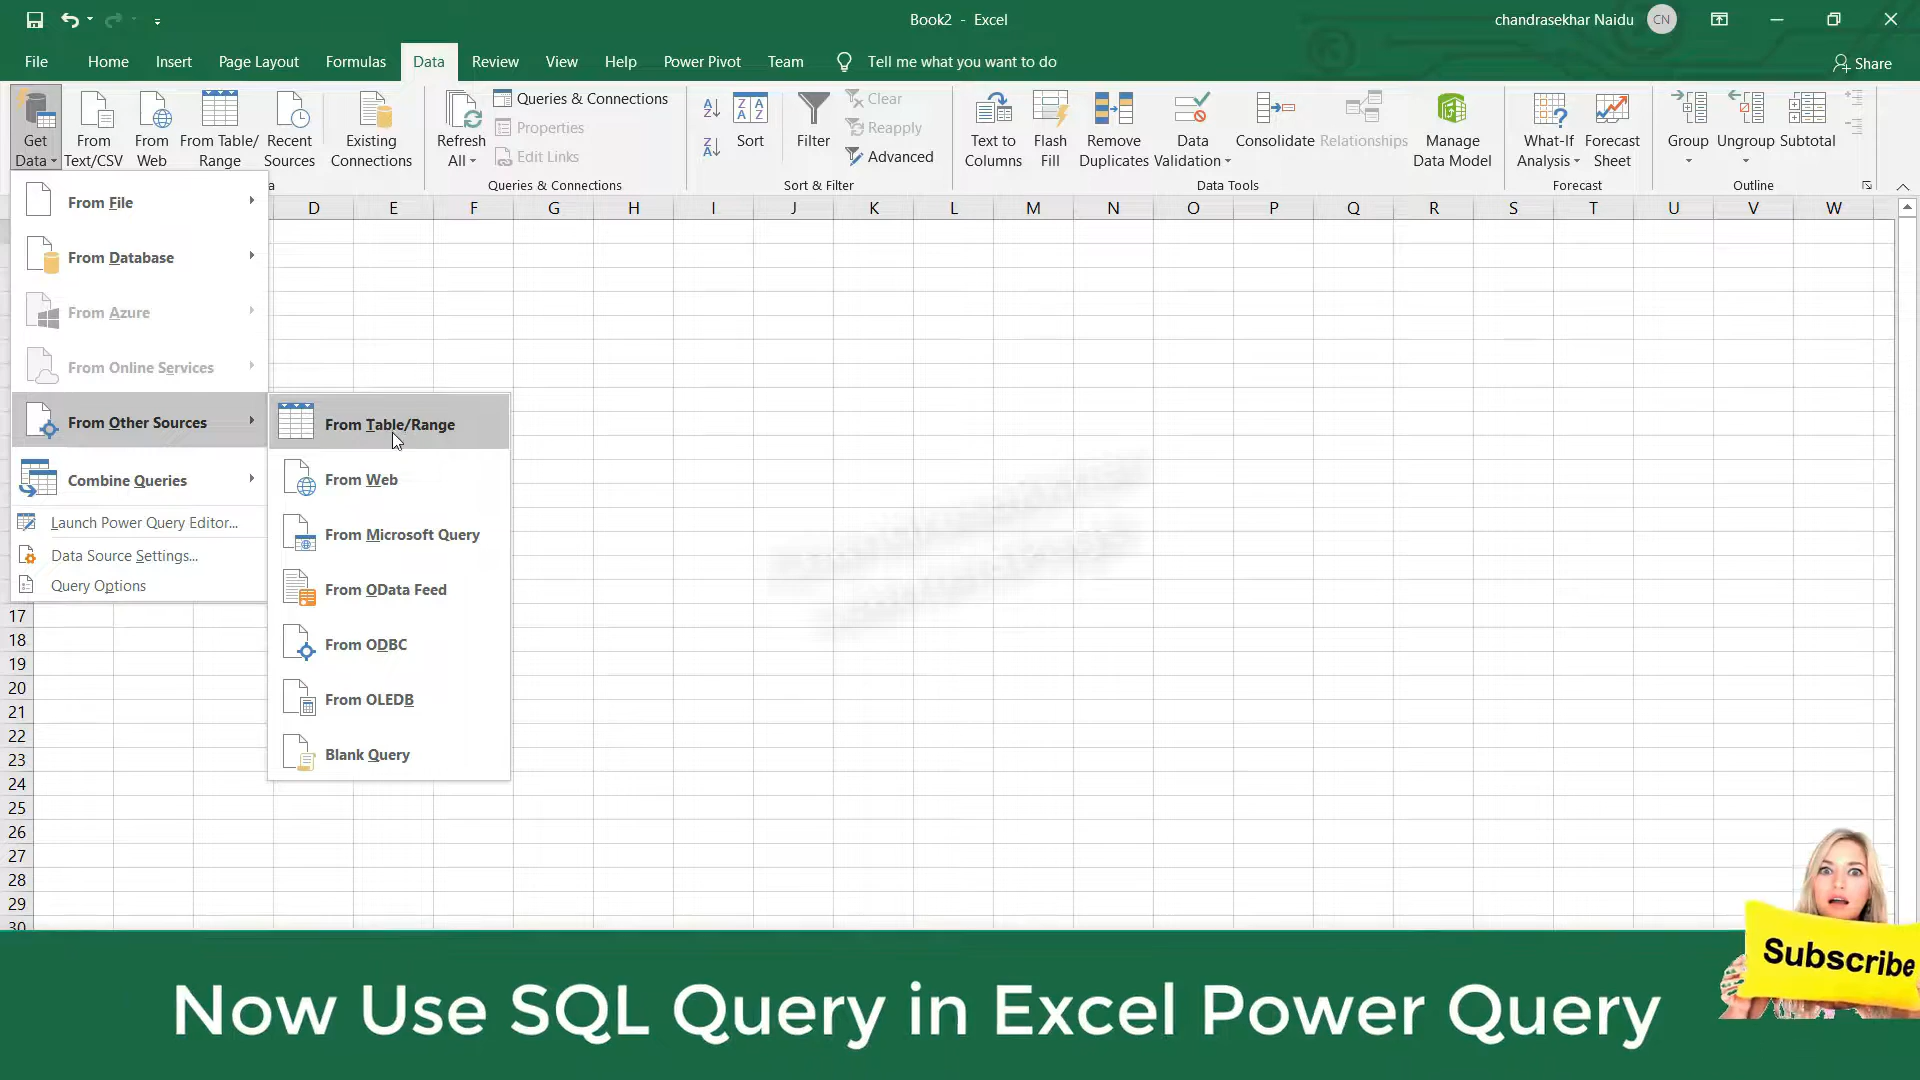 Book2 - Excel
chandrasekhar Naidu
CN
File
Home
Insert
Page Layout
Formulas
Data
Review
View
Help
Power Pivot
Team
Tell me what you want to do
Share
Get
Data
From
Text/CSV
From
Web
From Table/
Range
Recent
Sources
Existing
Connections
Refresh
All
Queries & Connections
Properties
Edit Links
Queries & Connections
Sort
Filter
Clear
Reapply
Advanced
Sort & Filter
Text to
Columns
Flash
Fill
Remove
Duplicates
Data
Validation
Consolidate
Relationships
Manage
Data Model
Data Tools
What-If
Analysis
Forecast
Sheet
Forecast
Group
Ungroup
Subtotal
Outline
D E F G H I J K L M N O P Q R S T U V W
From File
From Database
From Azure
From Online Services
From Other Sources
Combine Queries
Launch Power Query Editor...
Data Source Settings...
Query Options
From Table/Range
From Web
From Microsoft Query
From OData Feed
From ODBC
From OLEDB
Blank Query
17
18
19
20
21
22
23
24
25
26
27
28
29
30
Subscribe
Now Use SQL Query in Excel Power Query